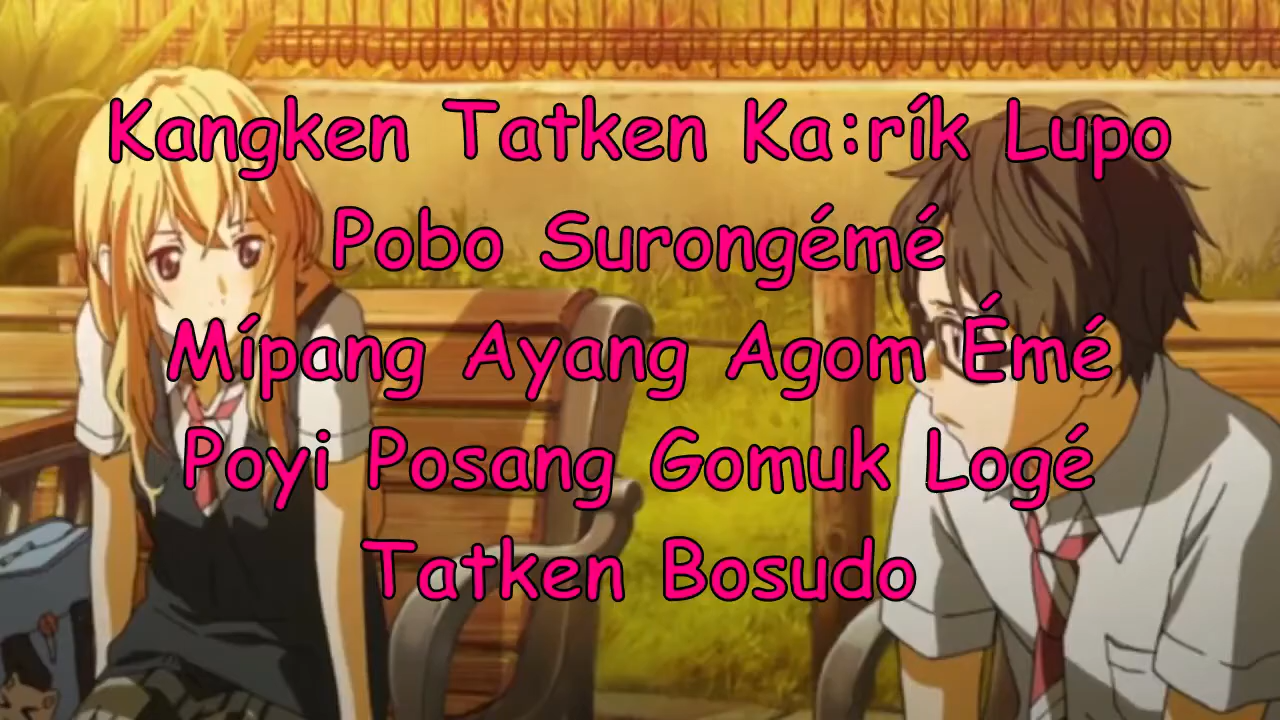 Kangken Tatken Ka:rík Lupo
Pobo Surongémé
Mípang Ayang Agom Émé
Poyi Posang Gomuk Logé
Tatken Bosudo